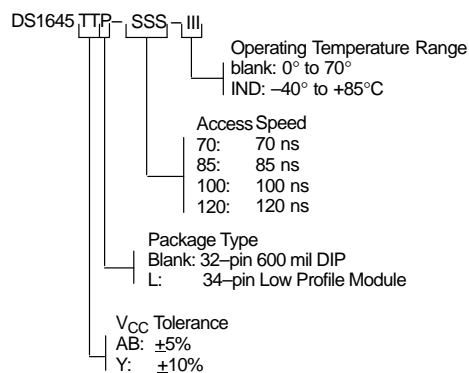 DS1645 TTP– SSS –III
Operating Temperature Range
blank: 0° to 70°
IND: –40° to +85°C
Access Speed
70: 70 ns
85: 85 ns
100: 100 ns
120: 120 ns
Package Type
Blank: 32–pin 600 mil DIP
L: 34–pin Low Profile Module
VCC Tolerance
AB: ±5%
Y: ±10%